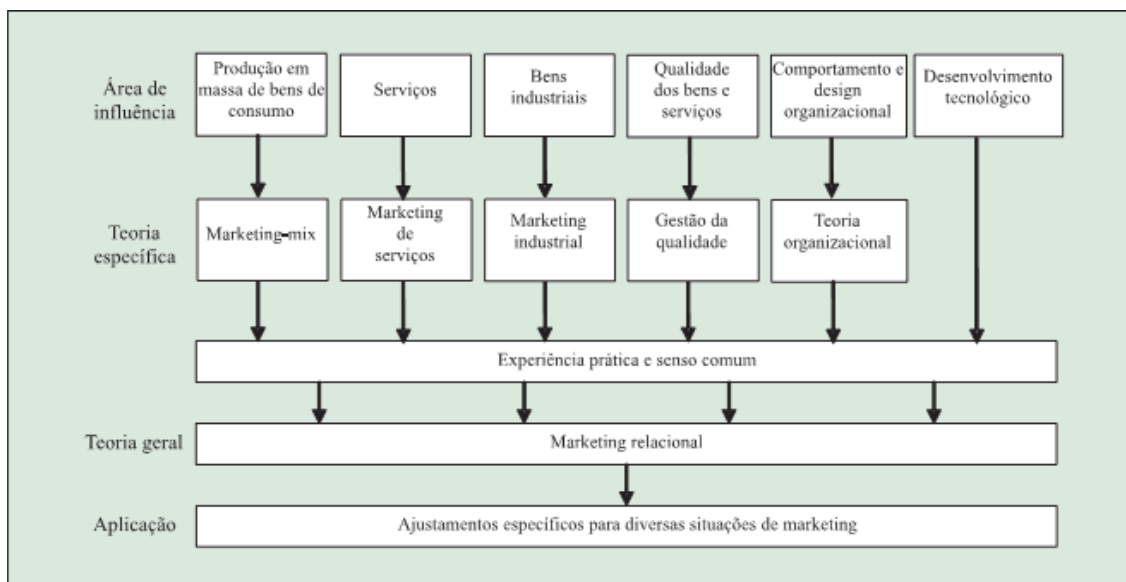 Área de
influência
Produção em
massa de bens de
consumo
Serviços
Bens
industriais
Qualidade
dos bens e
serviços
Comportamento e
design
organizacional
Desenvolvimento
tecnológico
Teoria
específica
Marketing-mix
Marketing
de
serviços
Marketing
industrial
Gestão da
qualidade
Teoria
organizacional
Experiência prática e senso comum
Teoria geral
Marketing relacional
Aplicação
Ajustamentos específicos para diversas situações de marketing